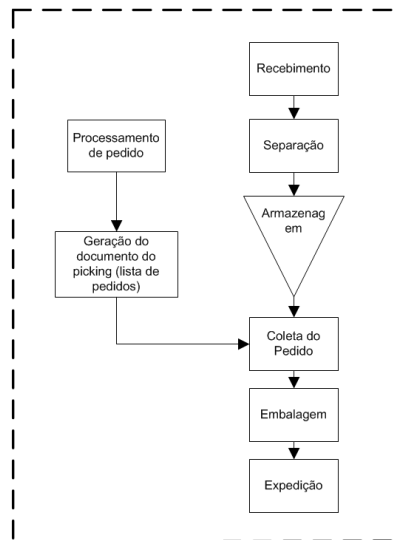 Recebimento
Processamento
de pedido
Separação
Armazenag
em
Geração do
documento do
picking (lista de
pedidos)
Coleta do
Pedido
Embalagem
Expedição